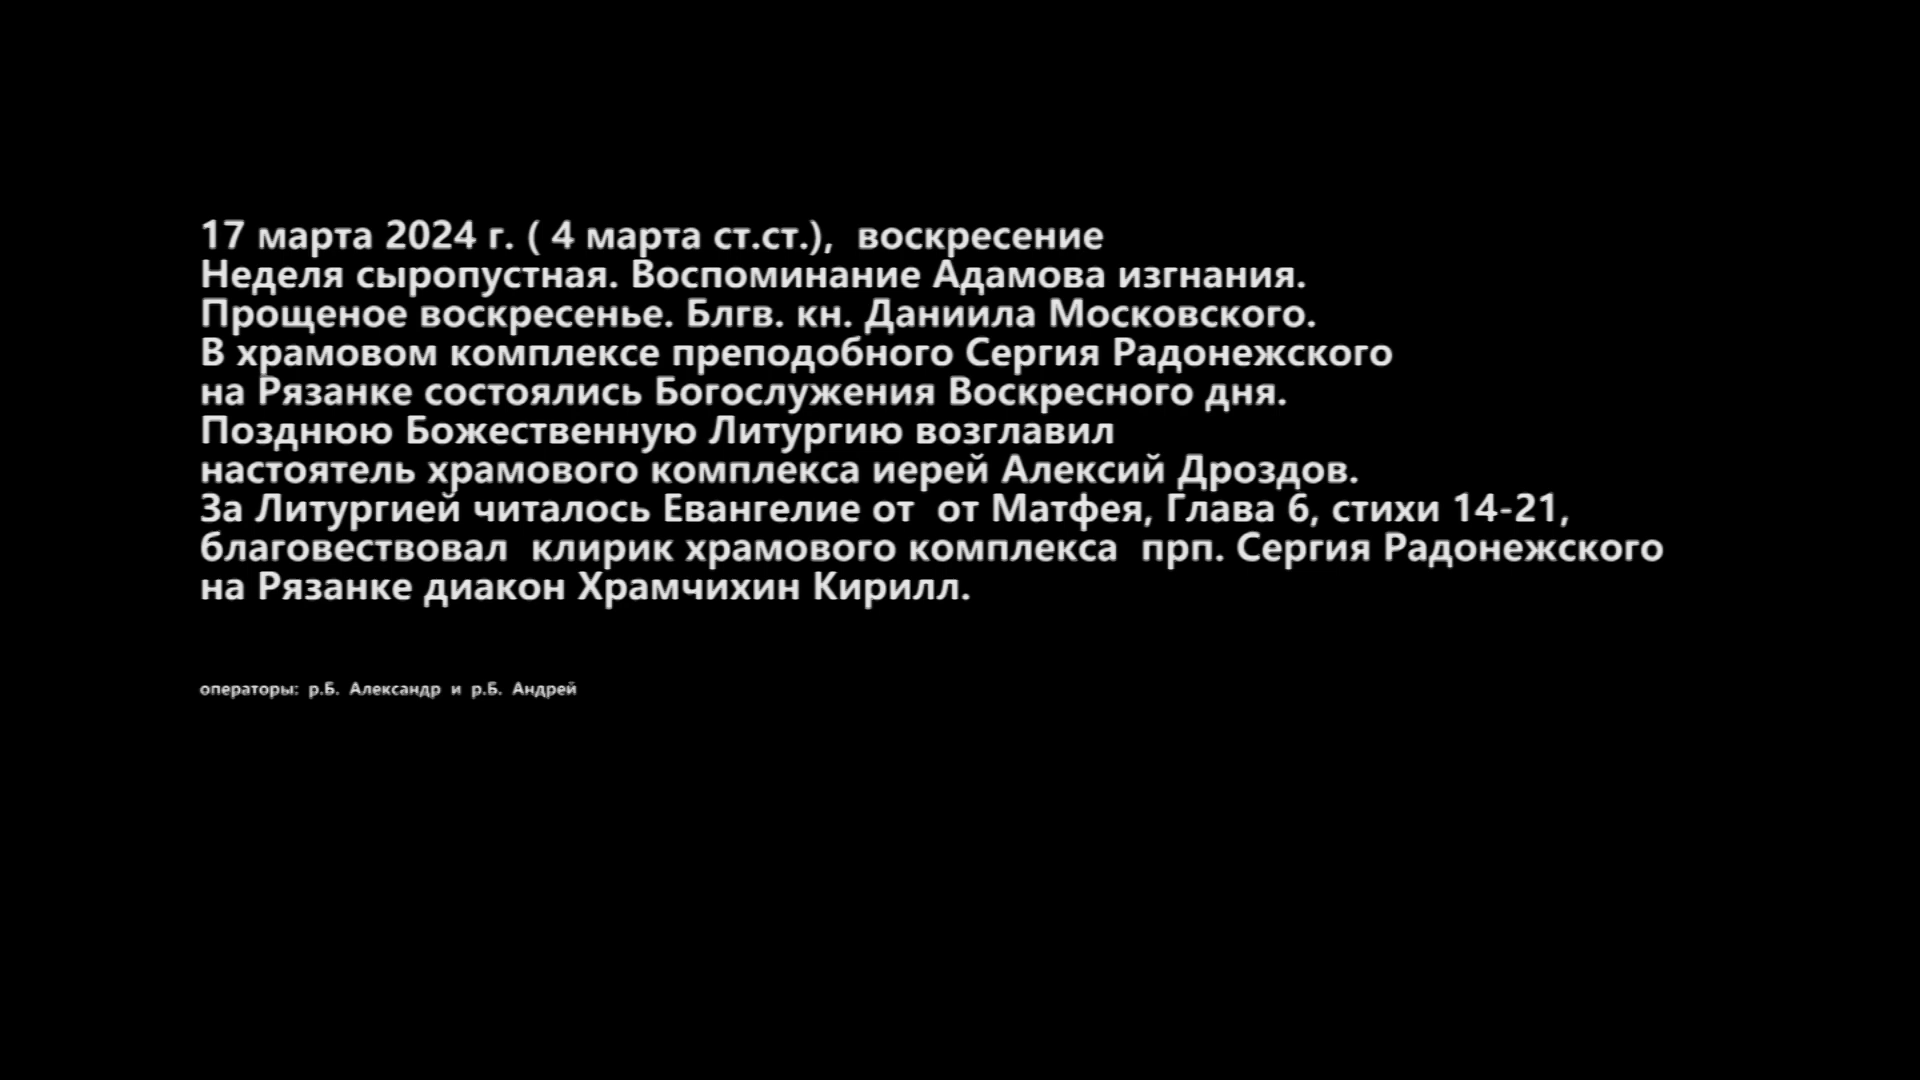 17 марта 2024 г. ( 4 марта ст.ст.),  воскресение
Неделя сыропустная. Воспоминание Адамова изгнания.
Прощеное воскресенье. Блгв. кн. Даниила Московского.
В храмовом комплексе преподобного Сергия Радонежского
на Рязанке состоялись Богослужения Воскресного дня.
Позднюю Божественную Литургию возглавил
настоятель храмового комплекса иерей Алексий Дроздов.
За Литургией читалось Евангелие от  от Матфея, Глава 6, стихи 14-21,
благовествовал  клирик храмового комплекса  прп. Сергия Радонежского
на Рязанке диакон Храмчихин Кирилл.
операторы: р.Б. Александр и р.Б. Андрей